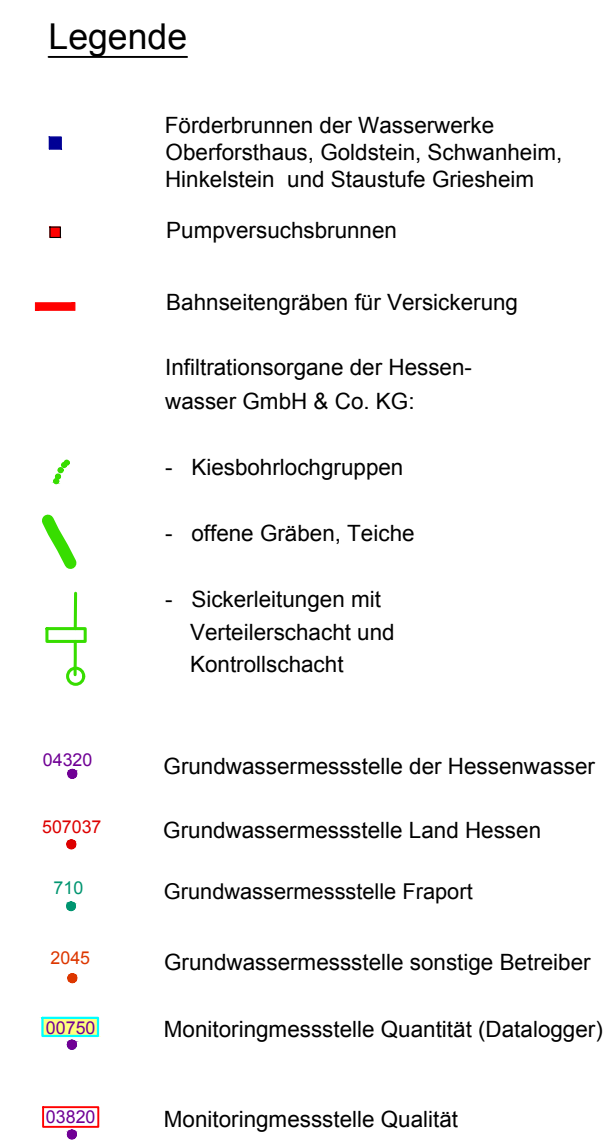 Legende
Förderbrunnen der Wasserwerke
Oberforsthaus, Goldstein, Schwanheim,
Hinkelstein und Staustufe Griesheim
Pumpversuchsbrunnen
Bahnseitengräben für Versickerung
Infiltrationsorgane der Hessen-
wasser GmbH & Co. KG:
- Kiesbohrlochgruppen
- offene Gräben, Teiche
- Sickerleitungen mit
Verteilerschacht und
Kontrollschacht
04320 Grundwassermessstelle der Hessenwasser
507037 Grundwassermessstelle Land Hessen
710 Grundwassermessstelle Fraport
2045 Grundwassermessstelle sonstige Betreiber
00750 Monitoringmessstelle Quantität (Datalogger)
03820 Monitoringmessstelle Qualität